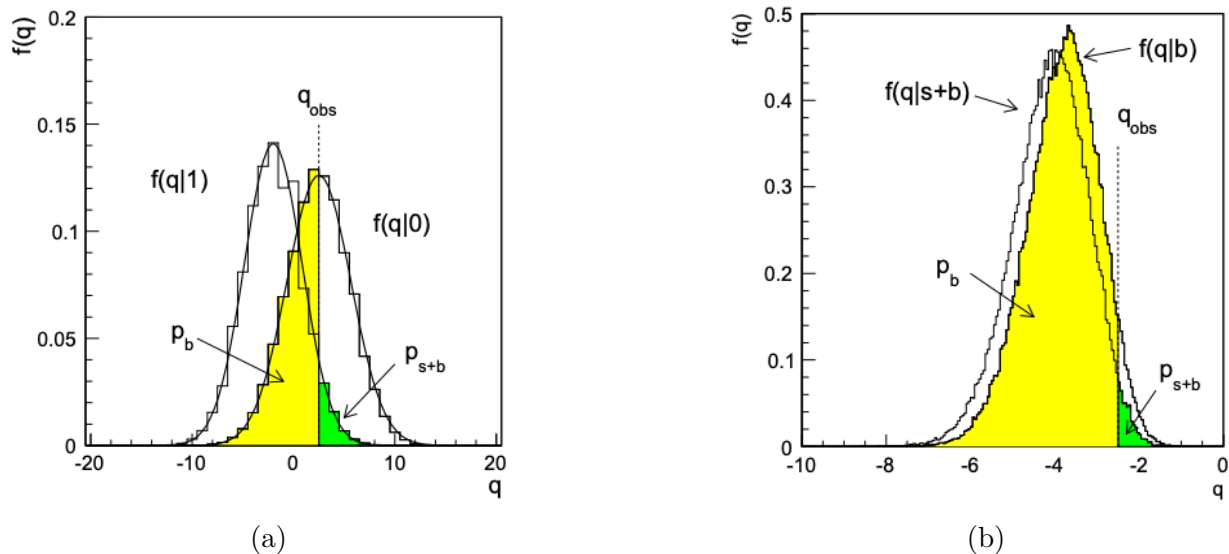 f(q)
0.2
0.15
0.1
0.05
0
q_obs
f(q|1)
f(q|0)
p_b
p_s+b
-20 -10 0 10 20
q
(a)
f(q)
0.5
0.4
0.3
0.2
0.1
0
f(q|b)
f(q|s+b)
q_obs
p_b
p_s+b
-10 -8 -6 -4 -2 0
q
(b)